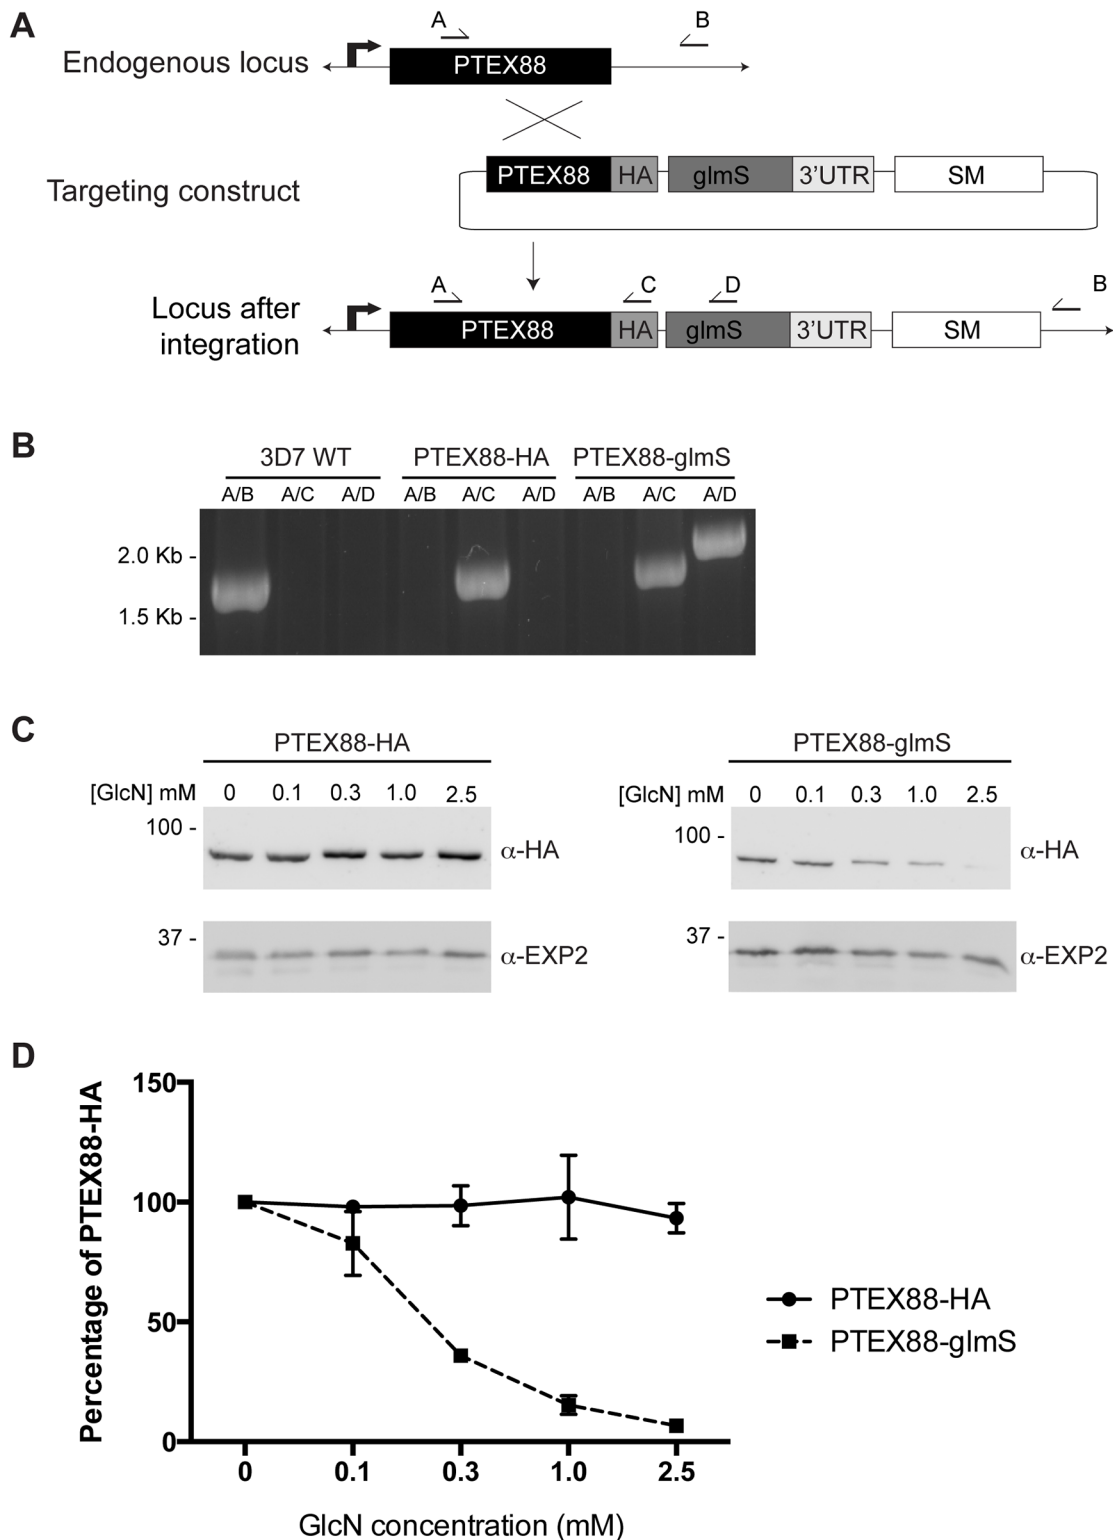 A
A B
Endogenous locus
PTEX88
Targeting construct
PTEX88 HA glmS 3'UTR SM
A C D B
Locus after
integration
PTEX88 HA glmS 3'UTR SM
B
3D7 WT PTEX88-HA PTEX88-glmS
A/B A/C A/D A/B A/C A/D A/B A/C A/D
2.0 Kb -
1.5 Kb -
C
PTEX88-HA
[GlcN] mM 0 0.1 0.3 1.0 2.5
100 -
α-HA
37 -
α-EXP2
PTEX88-glmS
[GlcN] mM 0 0.1 0.3 1.0 2.5
100 -
α-HA
37 -
α-EXP2
D
Percentage of PTEX88-HA
150
100
50
0
0 0.1 0.3 1.0 2.5
GlcN concentration (mM)
PTEX88-HA
PTEX88-glmS